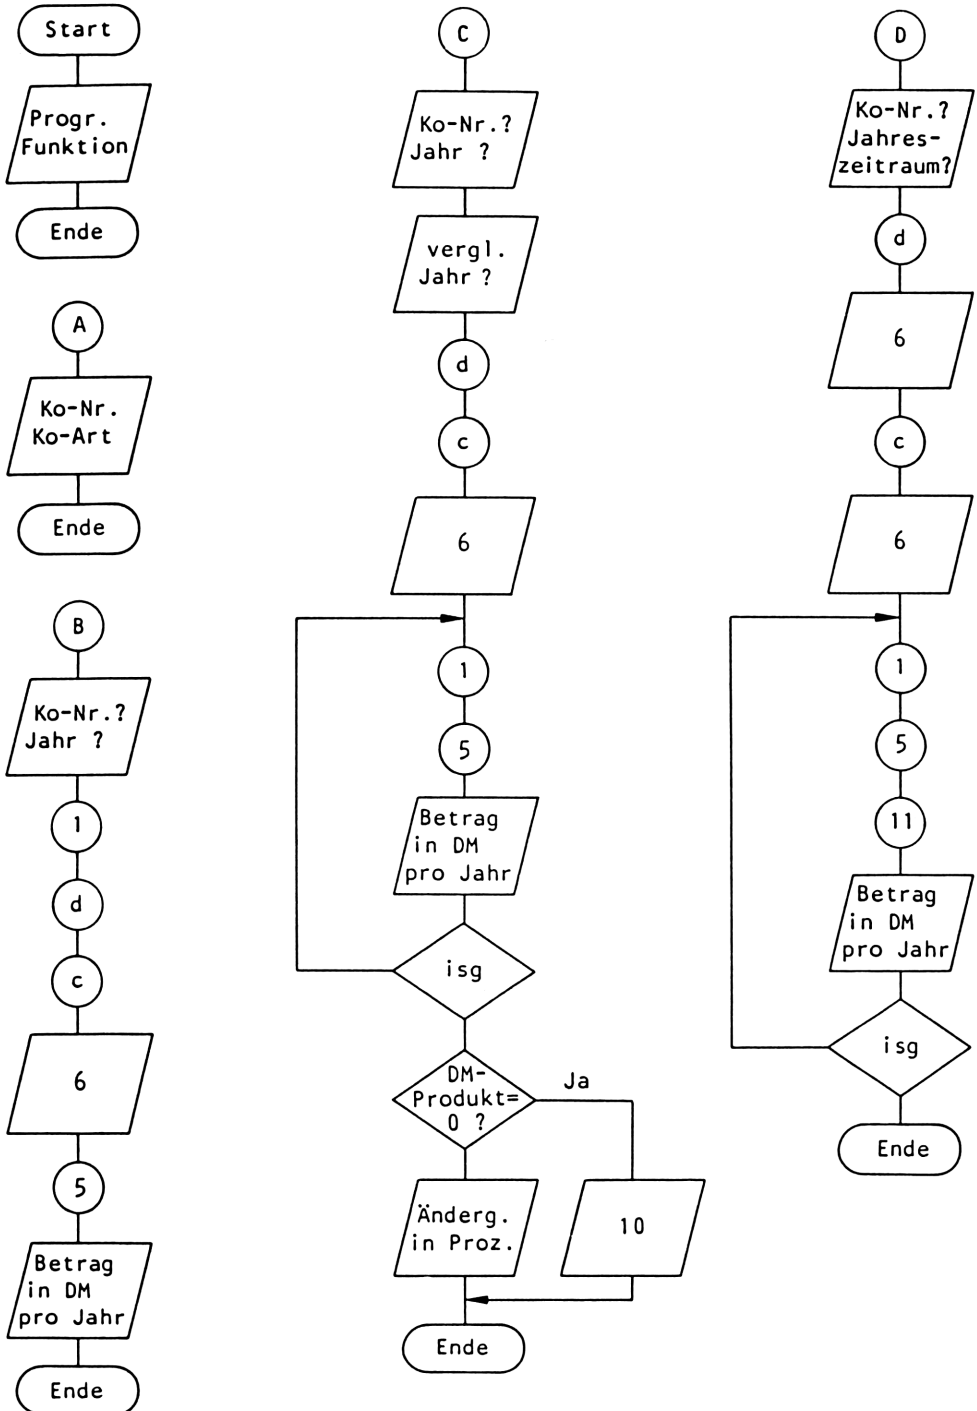 Start
Progr.
Funktion
Ende
A
Ko-Nr.
Ko-Art
Ende
B
Ko-Nr.?
Jahr ?
1
d
c
6
5
Betrag
in DM
pro Jahr
Ende
C
Ko-Nr.?
Jahr ?
vergl.
Jahr ?
d
c
6
1
5
Betrag
in DM
pro Jahr
isg
DM-
Produkt=
0 ?
Ja
Änderg.
in Proz.
10
Ende
D
Ko-Nr.?
Jahres-
zeitraum?
d
6
c
6
1
5
11
Betrag
in DM
pro Jahr
isg
Ende